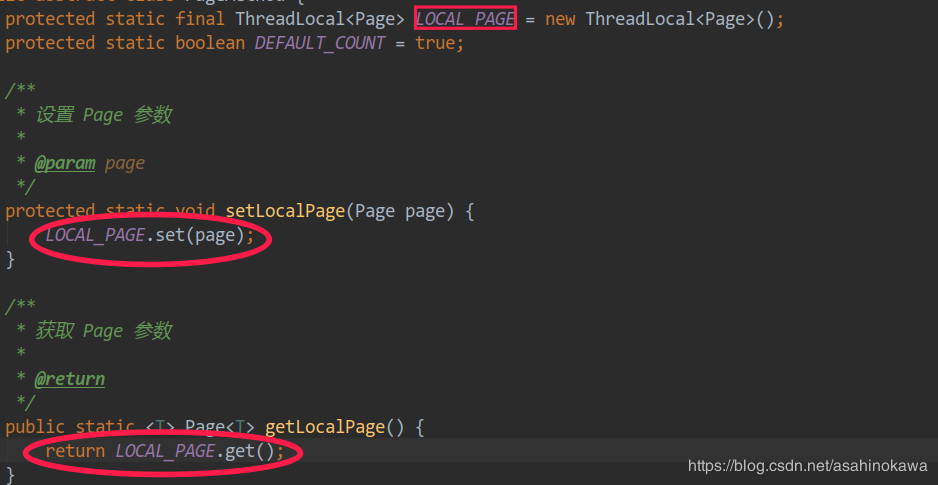 protected static final ThreadLocal<Page> LOCAL_PAGE = new ThreadLocal<Page>();
protected static boolean DEFAULT_COUNT = true;
/**
* 设置 Page 参数
*
* @param page
*/
protected static void setLocalPage(Page page) {
LOCAL_PAGE.set(page);
}
/**
* 获取 Page 参数
*
* @return
*/
public static <T> Page<T> getLocalPage() {
return LOCAL_PAGE.get();
}
https://blog.csdn.net/asahinokawa